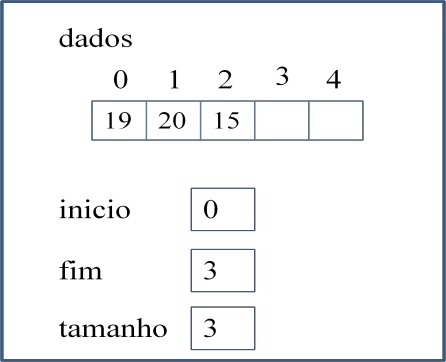 dados
0 1 2 3 4
19 20 15
inicio 0
fim 3
tamanho 3